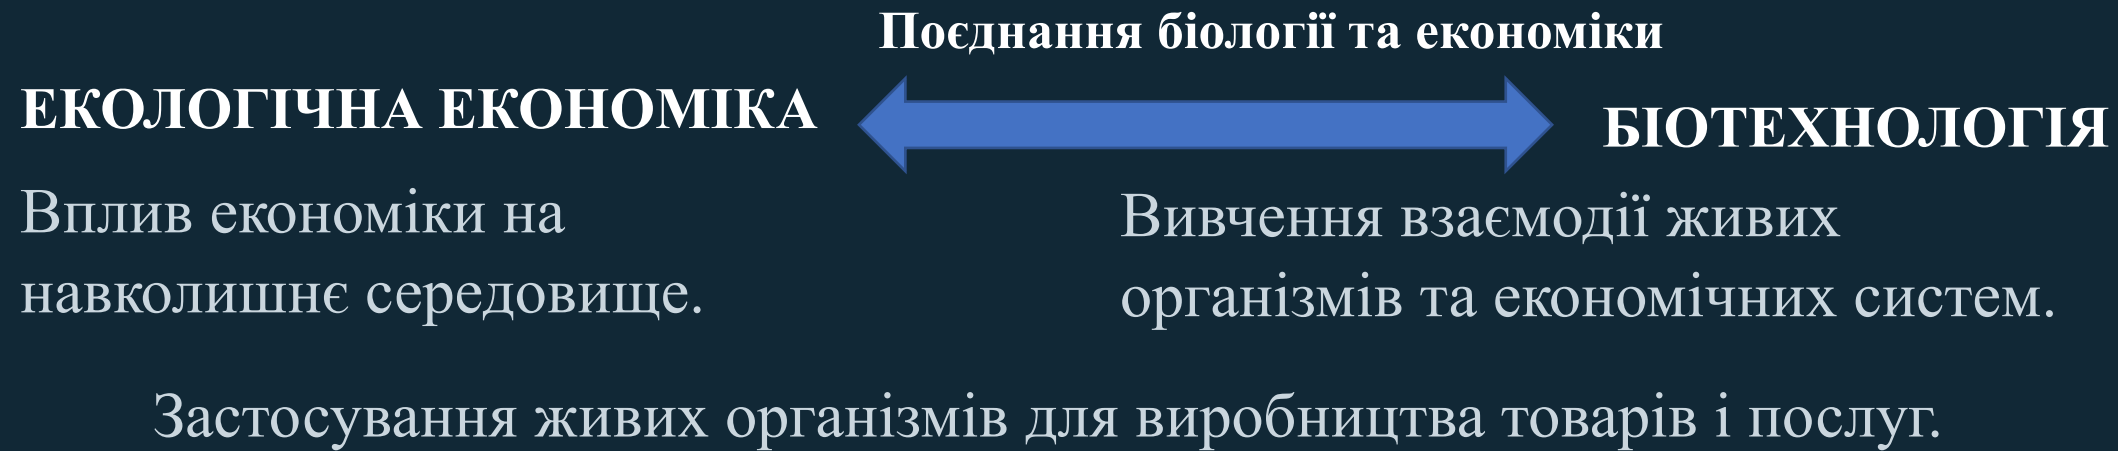 Поєднання біології та економіки
ЕКОЛОГІЧНА ЕКОНОМІКА
БІОТЕХНОЛОГІЯ
Вплив економіки на
навколишнє середовище.
Вивчення взаємодії живих
організмів та економічних систем.
Застосування живих організмів для виробництва товарів і послуг.